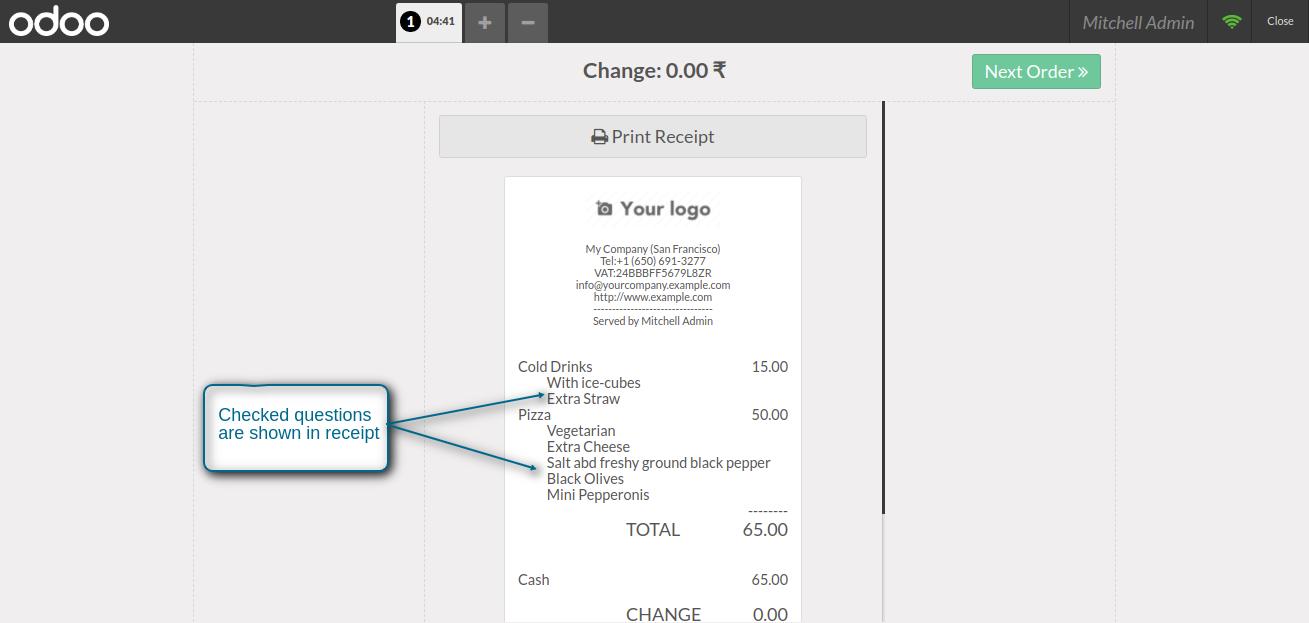 odoo
1 04:41
Mitchell Admin
Close
Change: 0.00 ₹
Next Order
Print Receipt
Your logo
My Company (San Francisco)
Tel:+1 (650) 691-3277
VAT:24BBBFF5679L8ZR
info@yourcompany.example.com
http://www.example.com
--------------------------------
Served by Mitchell Admin
Cold Drinks 15.00
With ice-cubes
Extra Straw
Pizza 50.00
Vegetarian
Extra Cheese
Salt abd freshy ground black pepper
Black Olives
Mini Pepperonis
--------
TOTAL 65.00
Cash 65.00
CHANGE 0.00
Checked questions
are shown in receipt